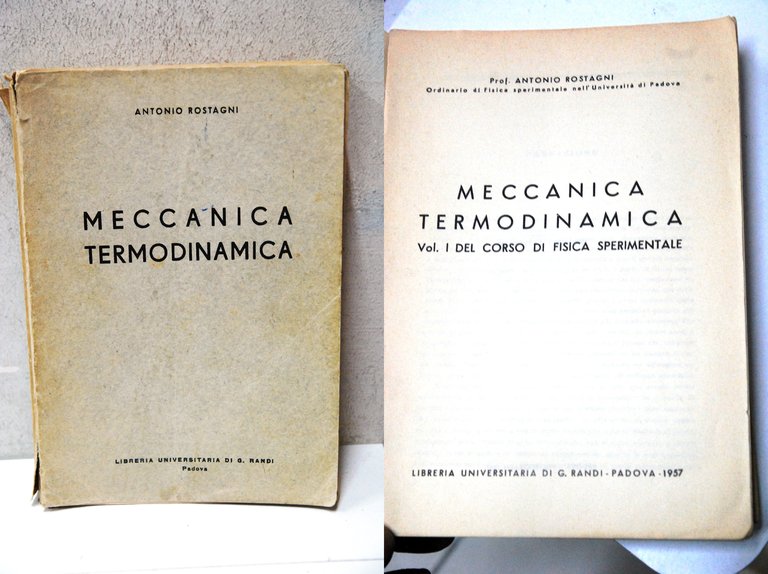 ANTONIO ROSTAGNI
MECCANICA
TERMODINAMICA
LIBRERIA UNIVERSITARIA DI G. RANDI
Padova
Prof. ANTONIO ROSTAGNI
Ordinario di Fisica sperimentale nell'Università di Padova
MECCANICA
TERMODINAMICA
Vol. I DEL CORSO DI FISICA SPERIMENTALE
LIBRERIA UNIVERSITARIA DI G. RANDI - PADOVA - 1957